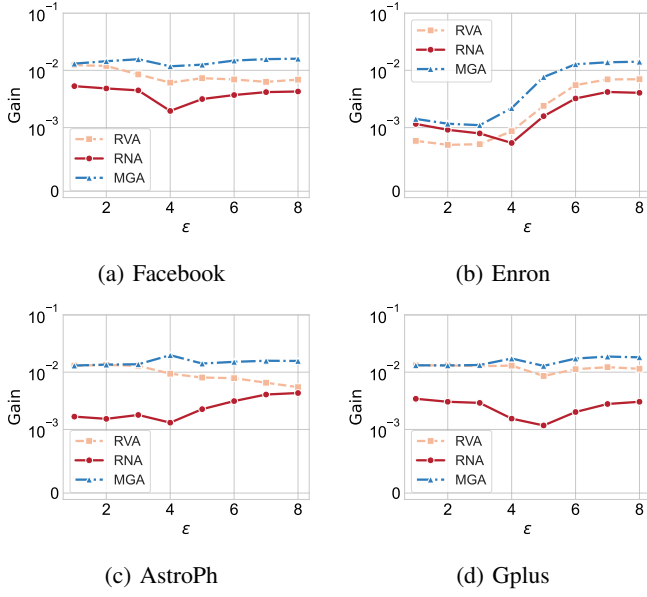 10⁻¹
10⁻²
10⁻³
0
Gain
RVA
RNA
MGA
2 4 6 8
ε
(a) Facebook
10⁻¹
10⁻²
10⁻³
0
Gain
RVA
RNA
MGA
2 4 6 8
ε
(b) Enron
10⁻¹
10⁻²
10⁻³
0
Gain
RVA
RNA
MGA
2 4 6 8
ε
(c) AstroPh
10⁻¹
10⁻²
10⁻³
0
Gain
RVA
RNA
MGA
2 4 6 8
ε
(d) Gplus